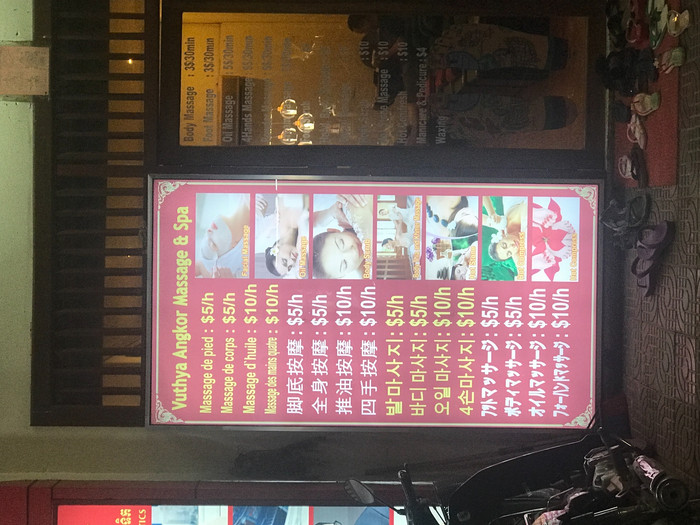 Vuthya Angkor Massage & Spa
Massage de pied : $5/h
Massage de corps : $5/h
Massage d'huile : $10/h
Massage des mains quatre : $10/h
脚底按摩 : $5/h
全身按摩 : $5/h
推油按摩 : $10/h
四手按摩 : $10/h
발마사지 : $5/h
바디 마사지 : $5/h
오일 마사지 : $10/h
4손마사지 : $10/h
フットマッサージ : $5/h
ボディマッサージ : $5/h
オイルマッサージ : $10/h
フォーハンドマッサージ : $10/h
Facial Massage
Body Massage : 3$/30min
Foot Massage : 3$/30min
Oil Massage : 5$/30min
4Hands Massage
Manicure & Pedicure : $4
Waxing